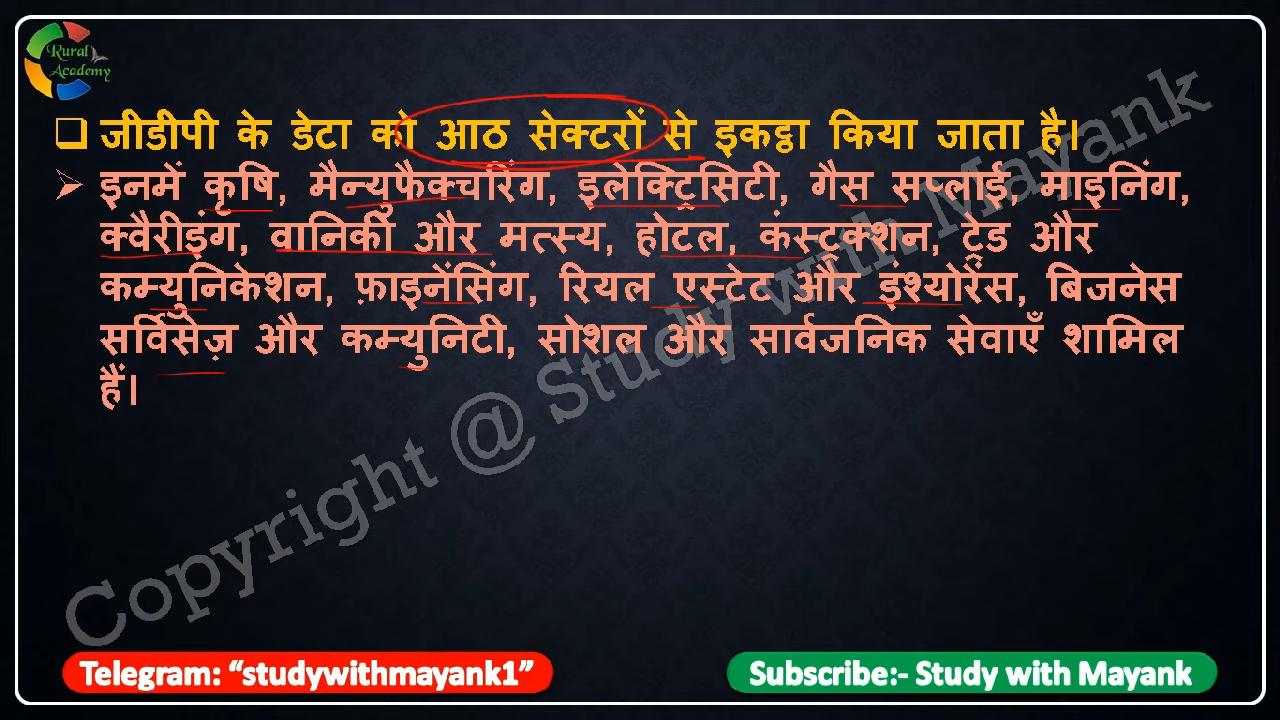 Rural
Academy
जीडीपी के डेटा को आठ सेक्टरों से इकट्ठा किया जाता है।
इनमें कृषि, मैन्युफैक्चरिंग, इलेक्ट्रिसिटी, गैस सप्लाई, माइनिंग,
क्वैरीइंग, वानिकी और मत्स्य, होटल, कंस्ट्रक्शन, ट्रेड और
कम्युनिकेशन, फ़ाइनेंसिंग, रियल एस्टेट और इंश्योरेंस, बिजनेस
सर्विसेज़ और कम्युनिटी, सोशल और सार्वजनिक सेवाएँ शामिल
हैं।
Copyright @ Study with Mayank
Telegram: “studywithmayank1”
Subscribe:- Study with Mayank